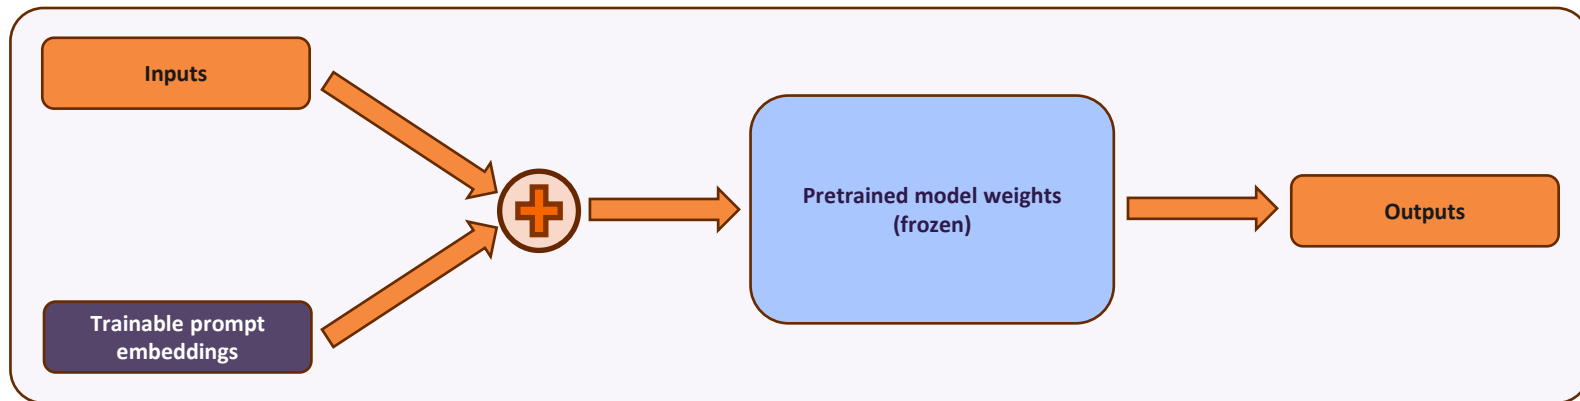 Inputs
Trainable prompt
embeddings
Pretrained model weights
(frozen)
Outputs